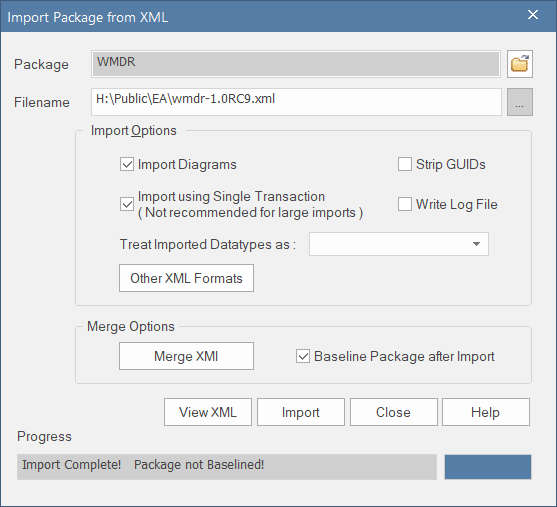 Import Package from XML
Package
WMDR
Filename
H:\Public\EA\wmdr-1.0RC9.xml
...
Import Options
Import Diagrams
Strip GUIDs
Import using Single Transaction
( Not recommended for large imports )
Write Log File
Treat Imported Datatypes as :
Other XML Formats
Merge Options
Merge XMI
Baseline Package after Import
View XML
Import
Close
Help
Progress
Import Complete!   Package not Baselined!